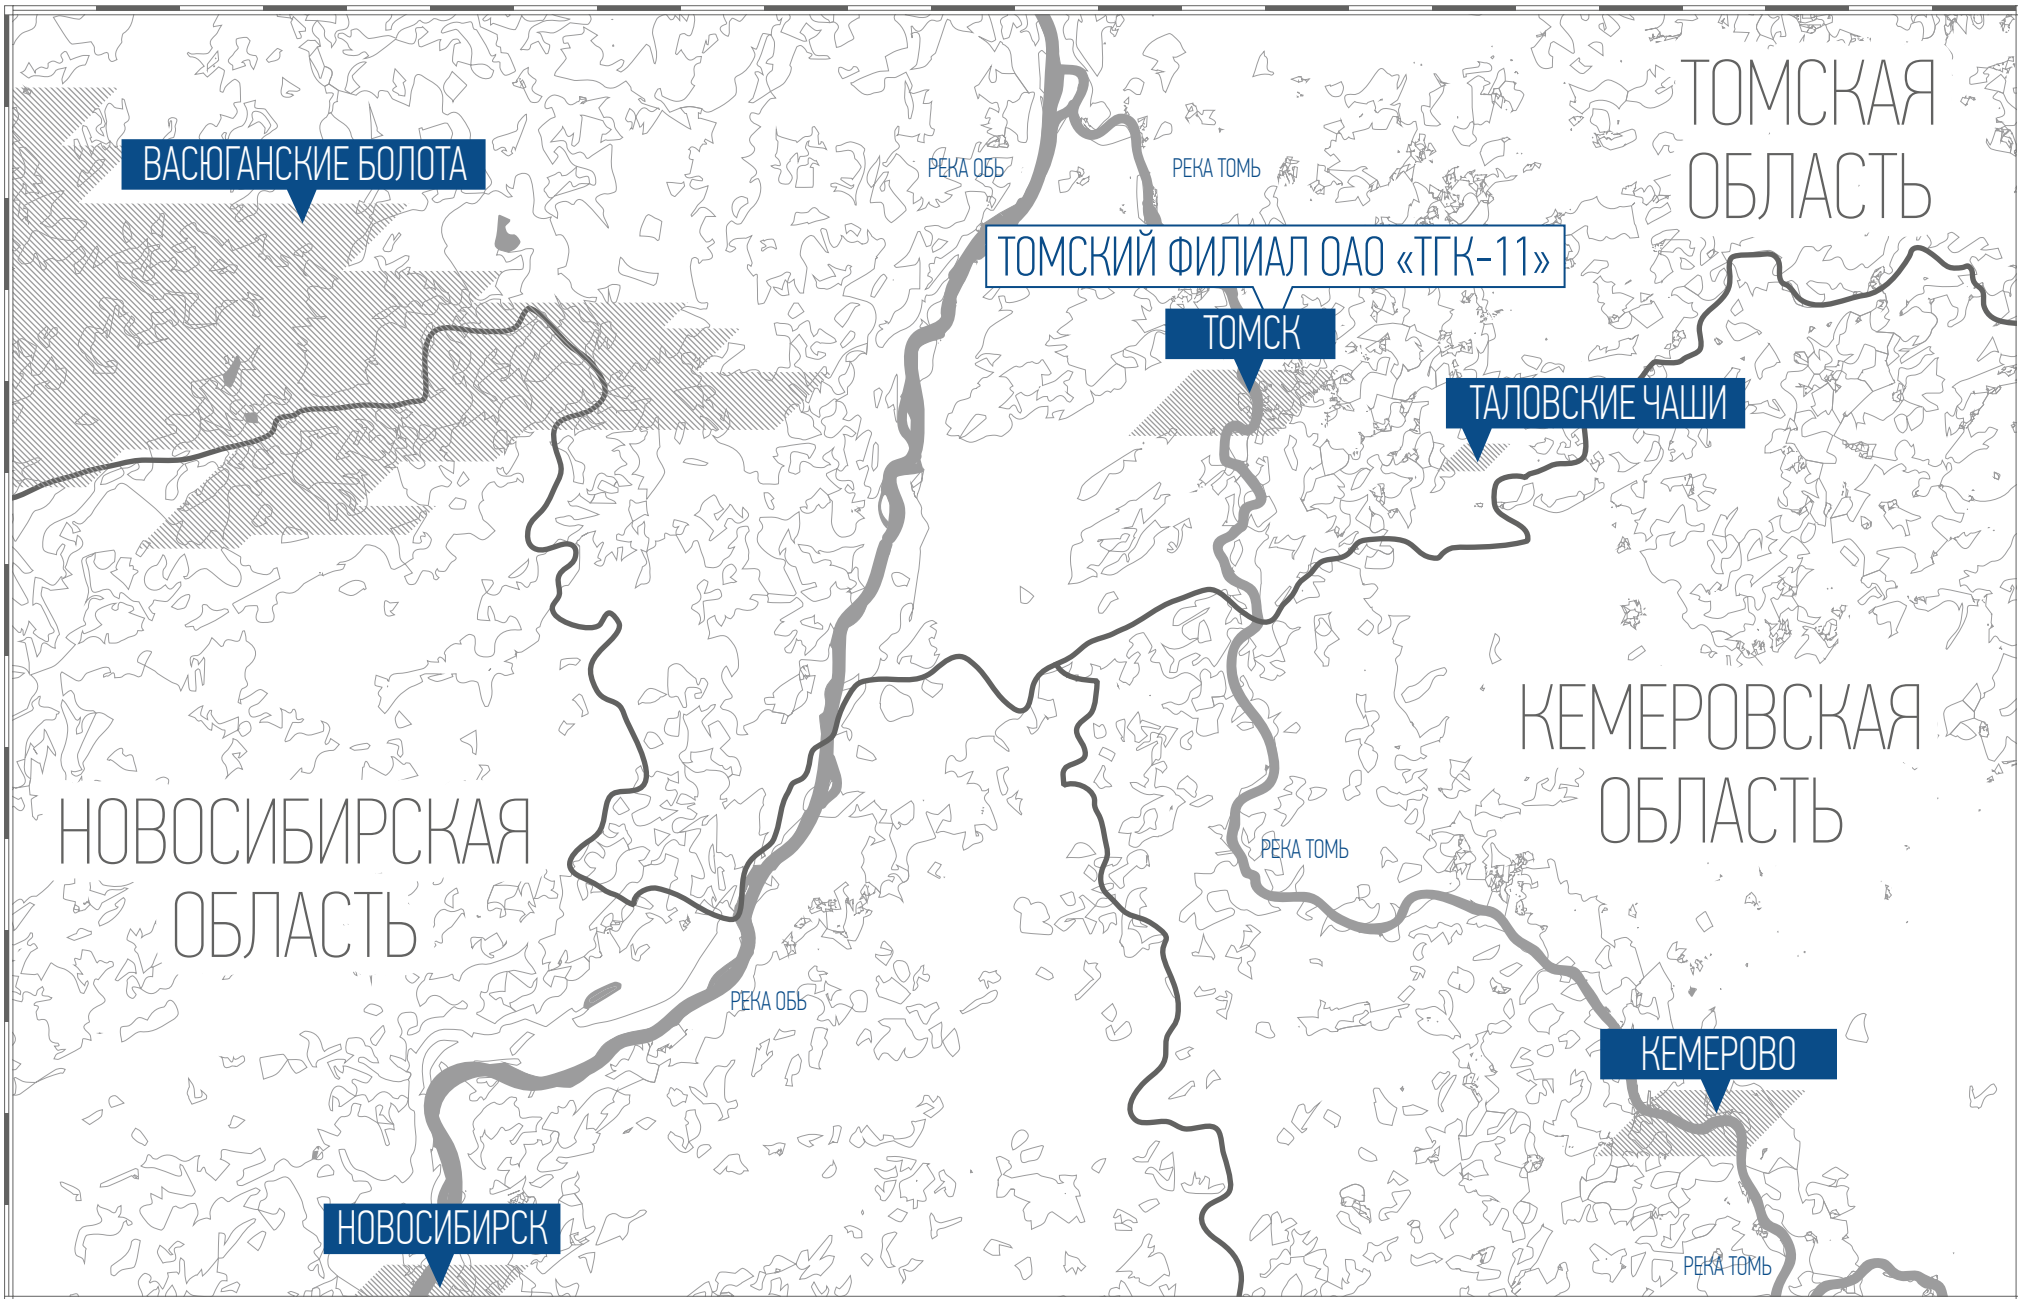 ТОМСКАЯ
ОБЛАСТЬ
ВАСЮГАНСКИЕ БОЛОТА
РЕКА ОБЬ
РЕКА ТОМЬ
ТОМСКИЙ ФИЛИАЛ ОАО «ТГК-11»
ТОМСК
ТАЛОВСКИЕ ЧАШИ
КЕМЕРОВСКАЯ
ОБЛАСТЬ
НОВОСИБИРСКАЯ
ОБЛАСТЬ
РЕКА ТОМЬ
РЕКА ОБЬ
КЕМЕРОВО
НОВОСИБИРСК
РЕКА ТОМЬ